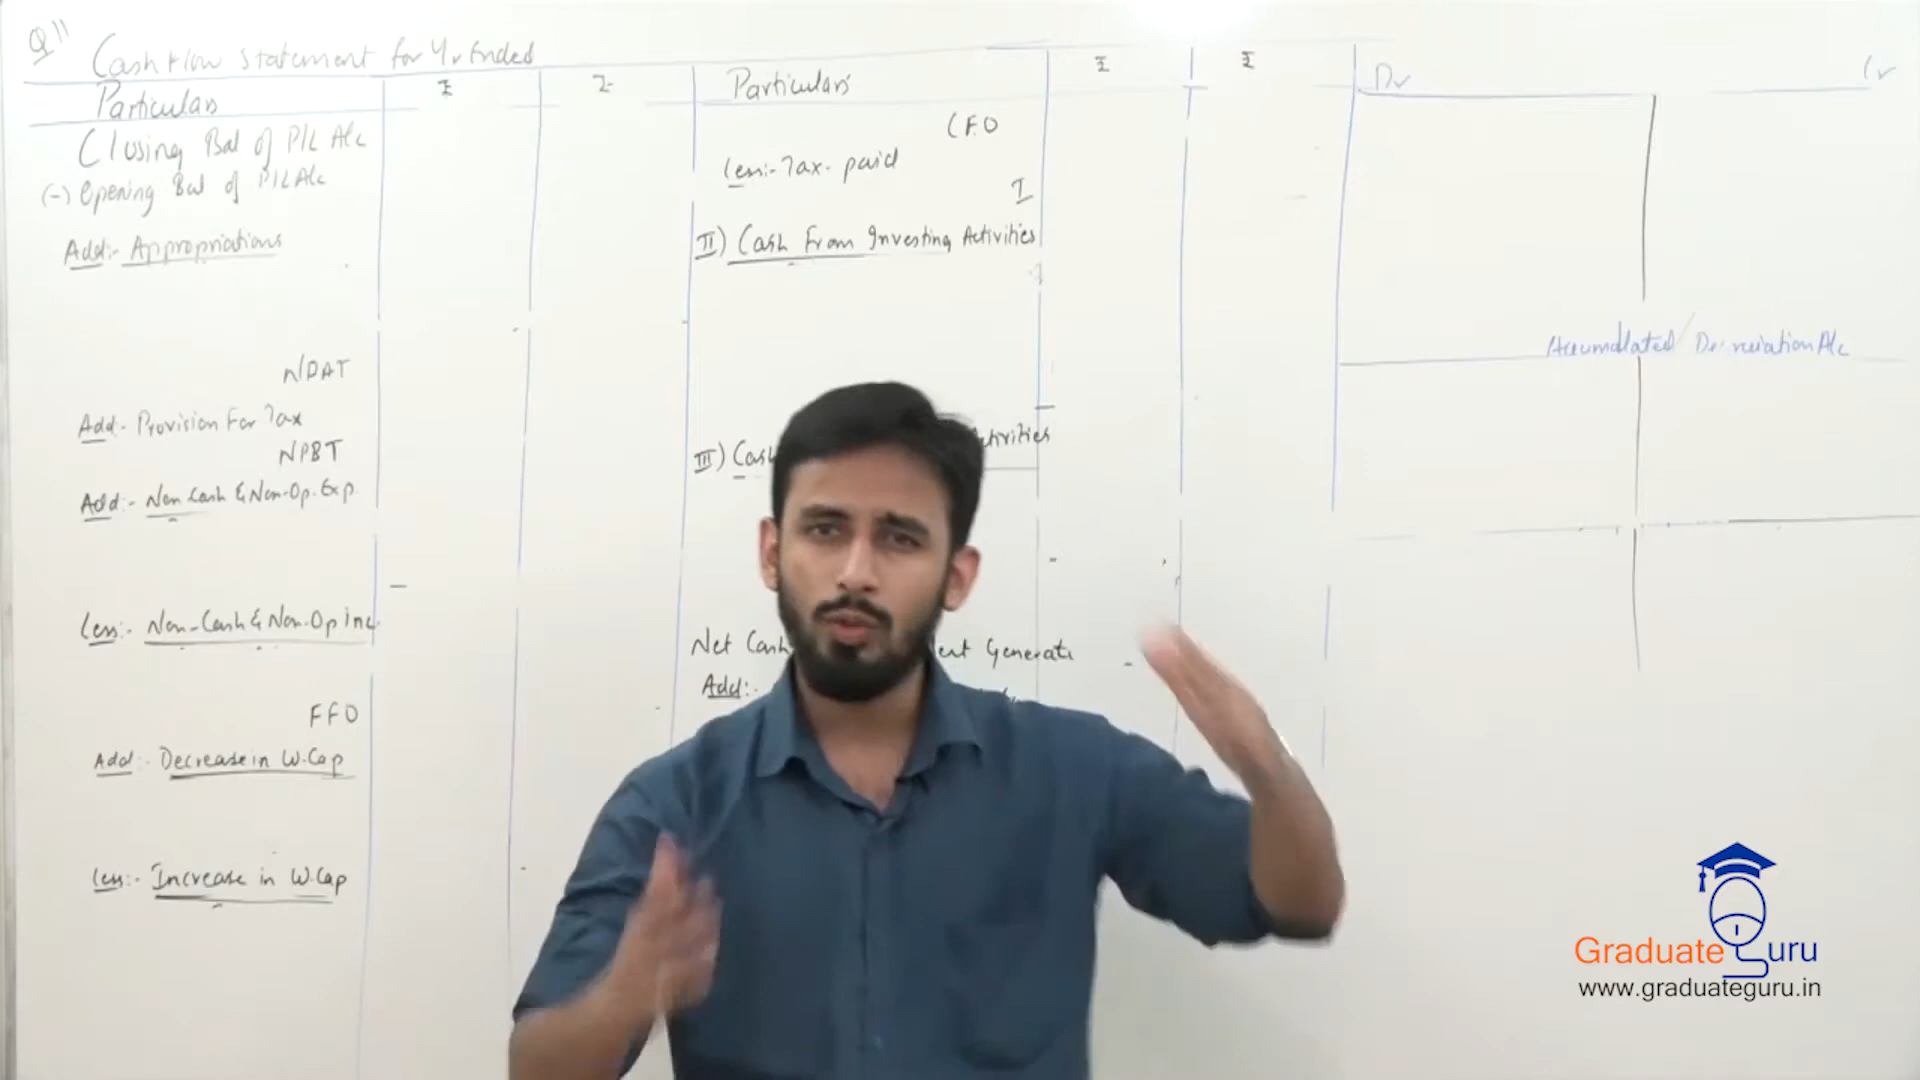 Q11
Cash Flow Statement for Yr Ended
Particulars ₹ ₹ Particulars ₹ ₹
Closing Bal of P/L A/c
(-) Opening Bal of P/L A/c
Add:- Appropriations
NPAT
Add:- Provision For Tax
NPBT
Add:- Non Cash & Non-Op. Exp.
Less:- Non-Cash & Non-Op inc.
FFO
Add:- Decrease in W.Cap
Less:- Increase in W.Cap
CFO
Less:- Tax paid
I
II) Cash From Investing Activities
III) Cash
Net Cash
Add:-
Dr Cr
Accumulated Depreciation A/c
Graduate Guru
www.graduateguru.in